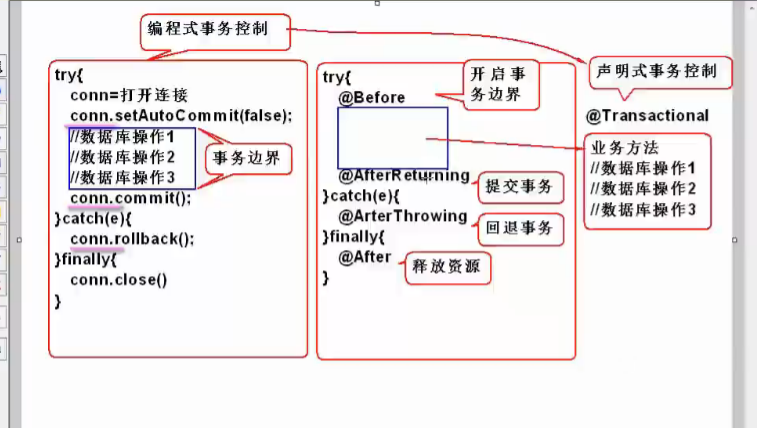 编程式事务控制
try{
conn=打开连接
conn.setAutoCommit(false);
//数据库操作1
//数据库操作2
//数据库操作3
事务边界
conn.commit();
}catch(e){
conn.rollback();
}finally{
conn.close()
}
try{
@Before
开启事
务边界
@AfterReturning
提交事务
}catch(e){
@ArterThrowing
回退事务
}finally{
@After
释放资源
}
声明式事务控制
@Transactional
业务方法
//数据库操作1
//数据库操作2
//数据库操作3